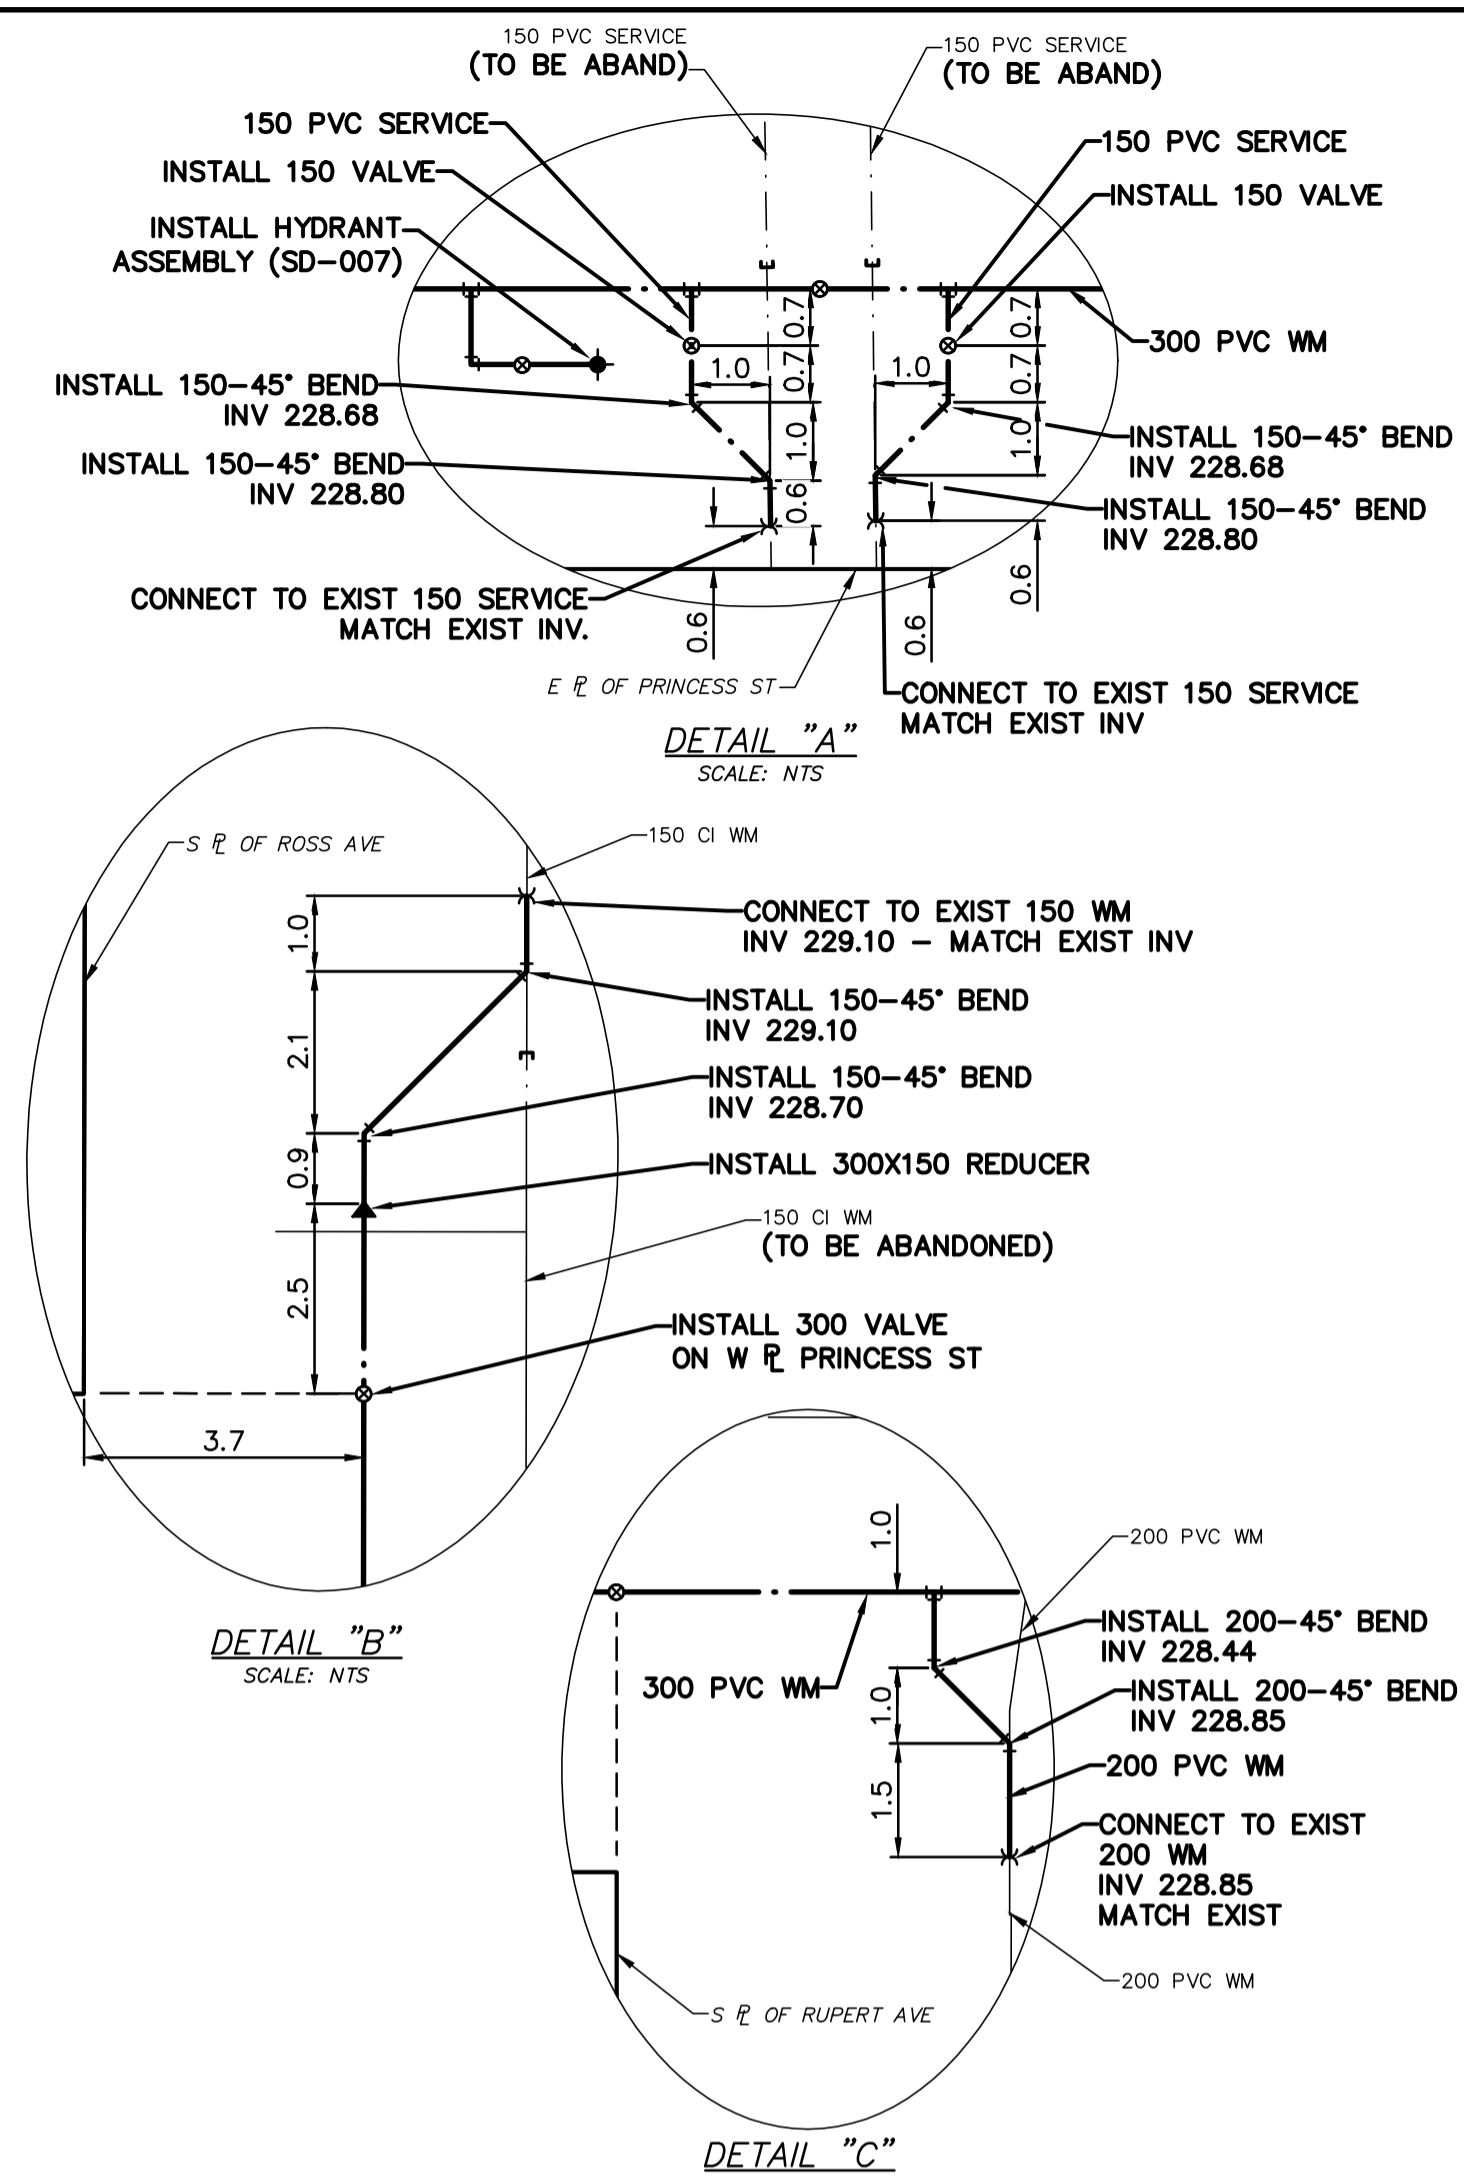 150 PVC SERVICE
(TO BE ABAND)
150 PVC SERVICE
(TO BE ABAND)
150 PVC SERVICE
INSTALL 150 VALVE
INSTALL HYDRANT
ASSEMBLY (SD-007)
150 PVC SERVICE
INSTALL 150 VALVE
300 PVC WM
0.7
0.7
0.7
0.7
1.0
1.0
1.0
1.0
0.6
0.6
0.6
0.6
INSTALL 150-45° BEND
INV 228.68
INSTALL 150-45° BEND
INV 228.80
INSTALL 150-45° BEND
INV 228.68
INSTALL 150-45° BEND
INV 228.80
CONNECT TO EXIST 150 SERVICE
MATCH EXIST INV.
E ⅊ OF PRINCESS ST
CONNECT TO EXIST 150 SERVICE
MATCH EXIST INV
DETAIL "A"
SCALE: NTS
S ⅊ OF ROSS AVE
150 CI WM
1.0
CONNECT TO EXIST 150 WM
INV 229.10 - MATCH EXIST INV
INSTALL 150-45° BEND
INV 229.10
2.1
INSTALL 150-45° BEND
INV 228.70
0.9
INSTALL 300X150 REDUCER
150 CI WM
(TO BE ABANDONED)
2.5
INSTALL 300 VALVE
ON W ⅊ PRINCESS ST
3.7
DETAIL "B"
SCALE: NTS
1.0
200 PVC WM
INSTALL 200-45° BEND
INV 228.44
300 PVC WM
1.0
INSTALL 200-45° BEND
INV 228.85
200 PVC WM
1.5
CONNECT TO EXIST
200 WM
INV 228.85
MATCH EXIST
200 PVC WM
S ⅊ OF RUPERT AVE
DETAIL "C"